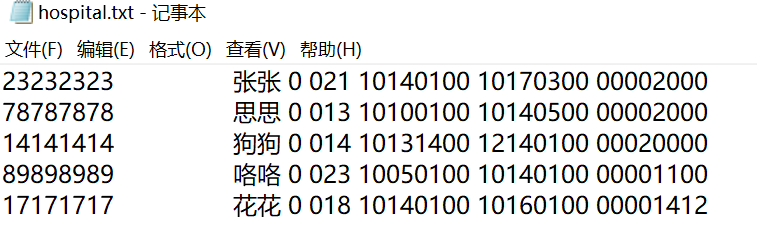 hospital.txt - 记事本
文件(F) 编辑(E) 格式(O) 查看(V) 帮助(H)
23232323 张张 0 021 10140100 10170300 00002000
78787878 思思 0 013 10100100 10140500 00002000
14141414 狗狗 0 014 10131400 12140100 00020000
89898989 咯咯 0 023 10050100 10140100 00001100
17171717 花花 0 018 10140100 10160100 00001412